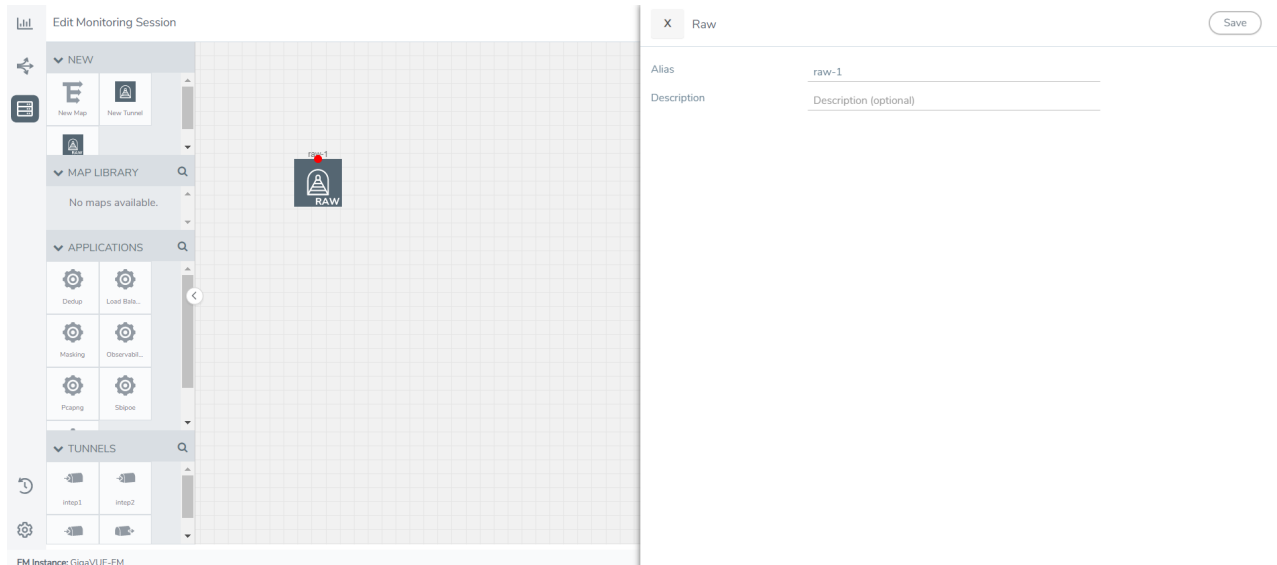 Edit Monitoring Session
NEW
New Map
New Tunnel
RAW
MAP LIBRARY
No maps available.
APPLICATIONS
Dedup
Load Bala...
Masking
Observabil...
Pcapng
Sbipoe
TUNNELS
intep1
intep2
FM Instance: GigaVUE-FM
raw-1
RAW
X
Raw
Save
Alias
raw-1
Description
Description (optional)